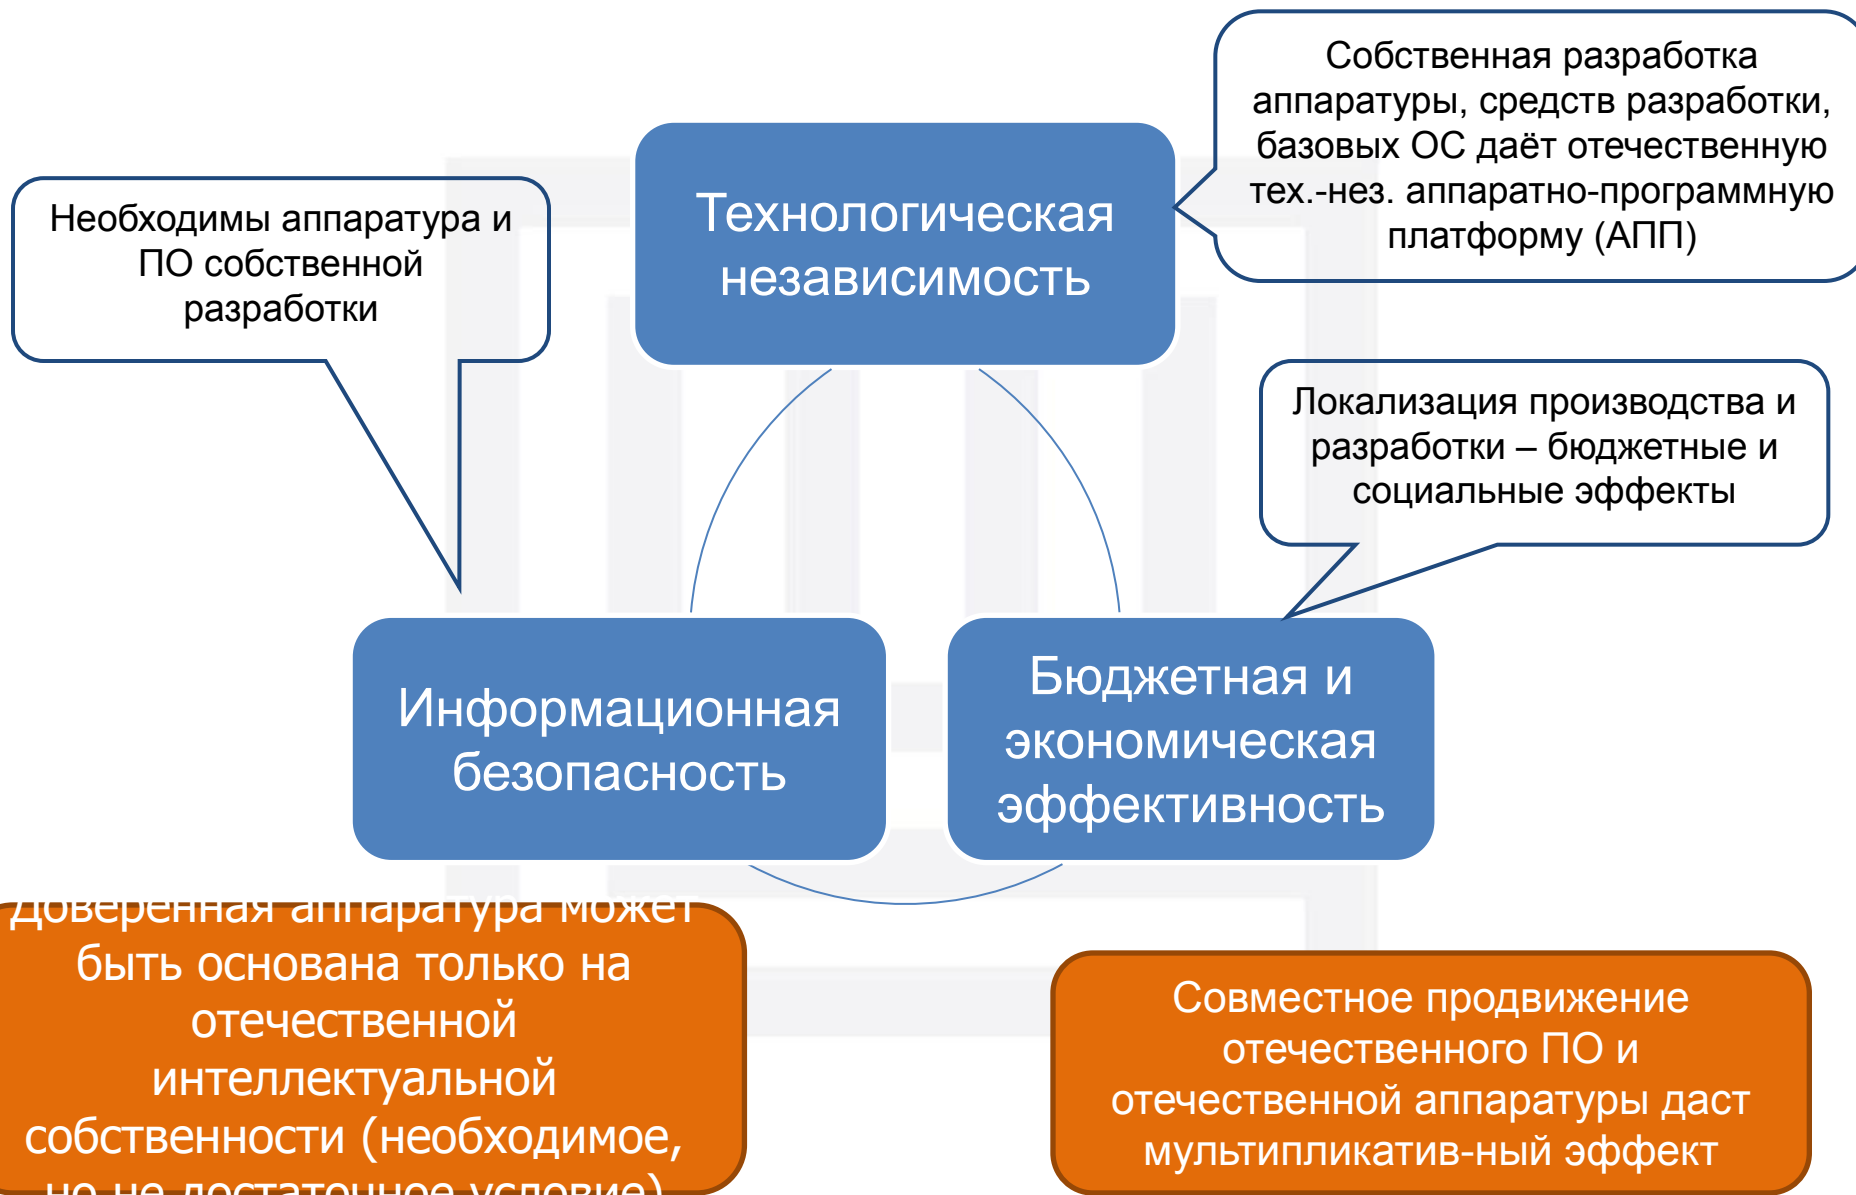 Собственная разработка
аппаратуры, средств разработки,
базовых ОС даёт отечественную
тех.-нез. аппаратно-программную
платформу (АПП)
Технологическая
независимость
Необходимы аппаратура и
ПО собственной
разработки
Локализация производства и
разработки – бюджетные и
социальные эффекты
Информационная
безопасность
Бюджетная и
экономическая
эффективность
Доверенная аппаратура может
быть основана только на
отечественной
интеллектуальной
собственности (необходимое,
но не достаточное условие)
Совместное продвижение
отечественного ПО и
отечественной аппаратуры даст
мультипликатив-ный эффект